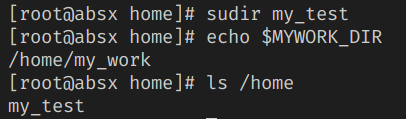 [root@absx home]# sudir my_test
[root@absx home]# echo $MYWORK_DIR
/home/my_work
[root@absx home]# ls /home
my_test